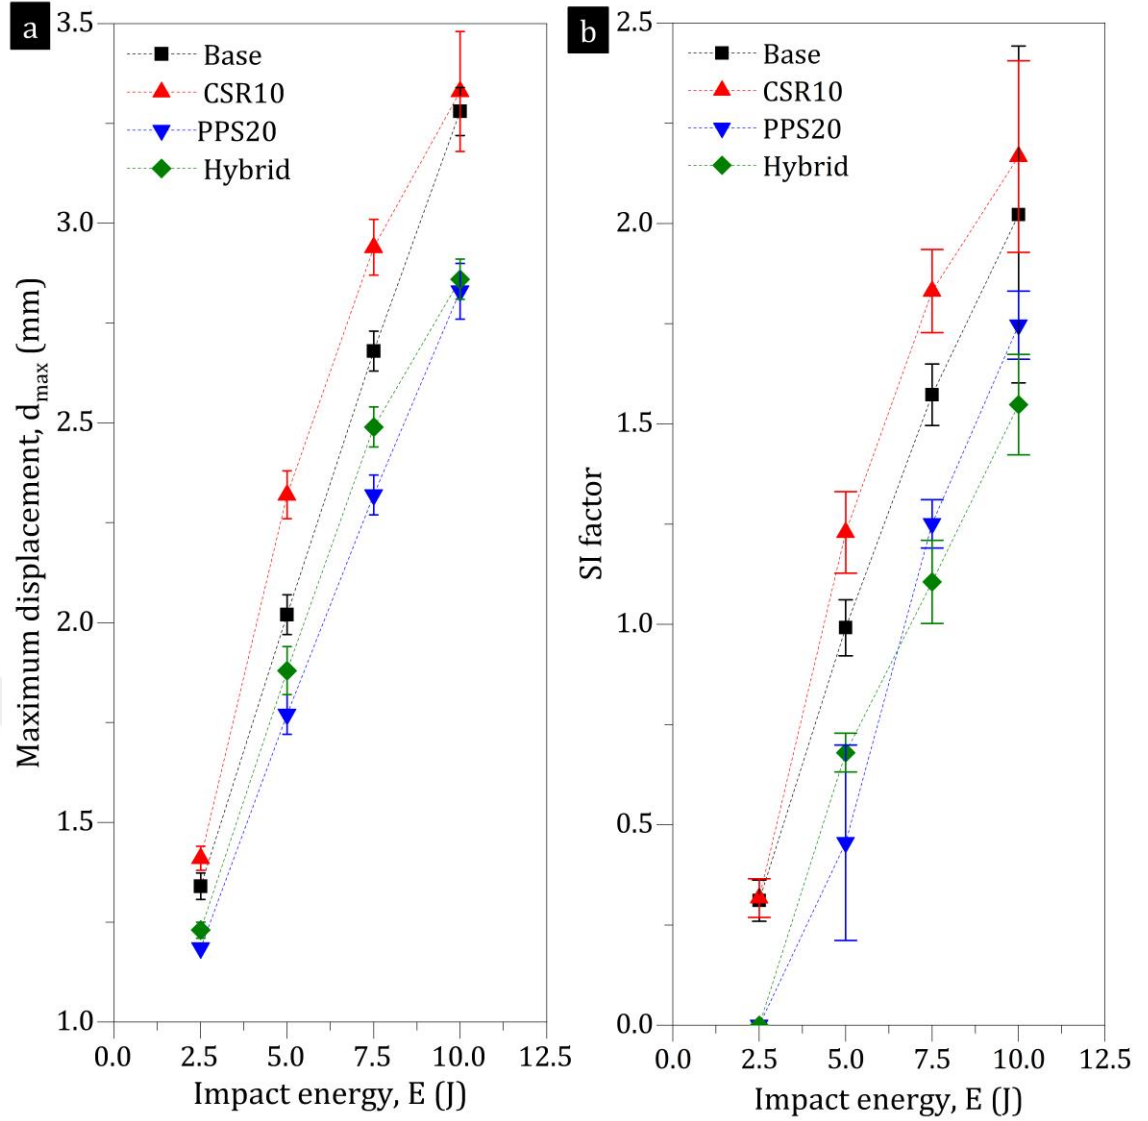 a
3.5
3.0
2.5
2.0
1.5
1.0
Maximum displacement, dmax (mm)
Base
CSR10
PPS20
Hybrid
0.0 2.5 5.0 7.5 10.0 12.5
Impact energy, E (J)
b
2.5
2.0
1.5
1.0
0.5
0.0
SI factor
Base
CSR10
PPS20
Hybrid
0.0 2.5 5.0 7.5 10.0 12.5
Impact energy, E (J)